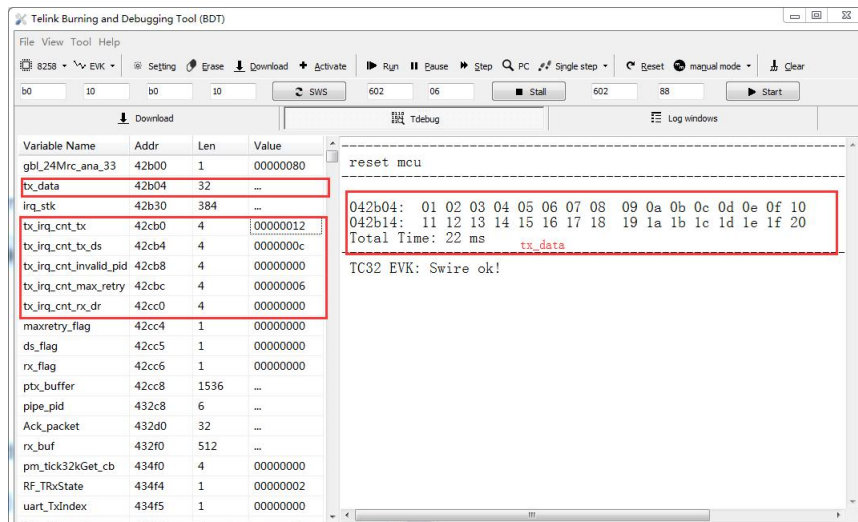 Telink Burning and Debugging Tool (BDT)
File View Tool Help
8258 EVK Setting Erase Download Activate Run Pause Step PC Single step Reset manual mode Clear
b0 10 b0 10 SWS 602 06 Stall 602 88 Start
Download Tdebug Log windows
Variable Name Addr Len Value
gbl_24Mrc_ana_33 42b00 1 00000080
tx_data 42b04 32 ...
irq_stk 42b30 384 ...
tx_irq_cnt_tx 42cb0 4 00000012
tx_irq_cnt_tx_ds 42cb4 4 0000000c
tx_irq_cnt_invalid_pid 42cb8 4 00000000
tx_irq_cnt_max_retry 42cbc 4 00000006
tx_irq_cnt_rx_dr 42cc0 4 00000000
maxretry_flag 42cc4 1 00000000
ds_flag 42cc5 1 00000000
rx_flag 42cc6 1 00000000
ptx_buffer 42cc8 1536 ...
pipe_pid 432c8 6 ...
Ack_packet 432d0 32 ...
rx_buf 432f0 512 ...
pm_tick32kGet_cb 434f0 4 00000000
RF_TRxState 434f4 1 00000002
uart_TxIndex 434f5 1 00000000
reset mcu
042b04: 01 02 03 04 05 06 07 08 09 0a 0b 0c 0d 0e 0f 10
042b14: 11 12 13 14 15 16 17 18 19 1a 1b 1c 1d 1e 1f 20
Total Time: 22 ms
tx_data
TC32 EVK: Swire ok!